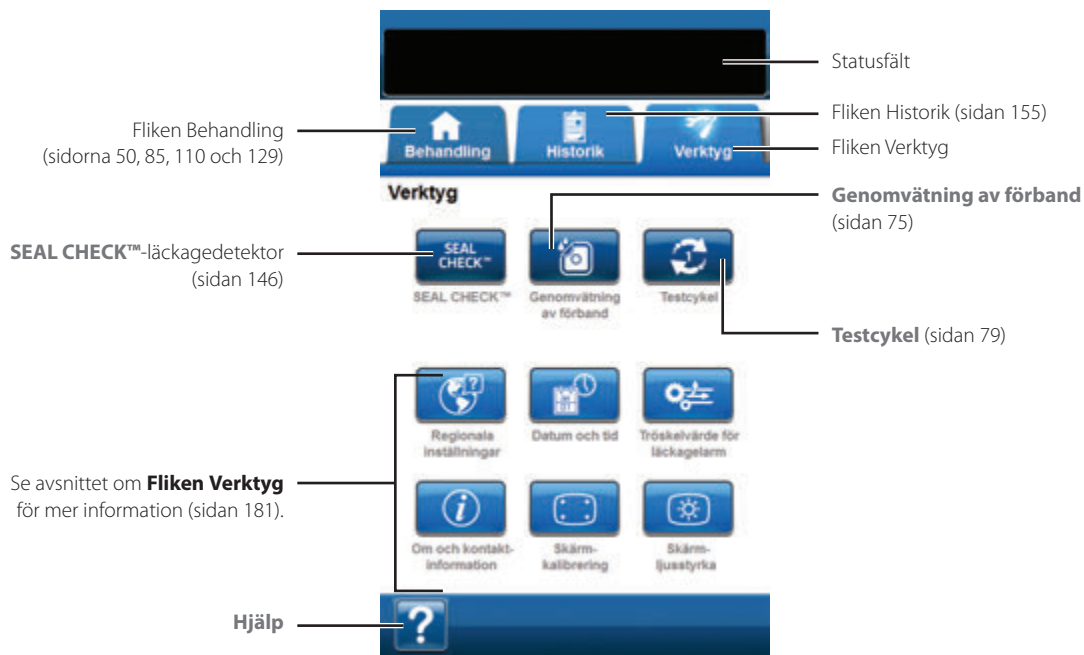 Statusfält
Fliken Behandling
(sidorna 50, 85, 110 och 129)
Fliken Historik (sidan 155)
Fliken Verktyg
Behandling
Historik
Verktyg
Verktyg
Genomvätning av förband
(sidan 75)
SEAL CHECK™-läckagedetektor
(sidan 146)
SEAL
CHECK™
1
SEAL CHECK™
Genomvätning
av förband
Testcykel
Testcykel (sidan 79)
?
Regionala
inställningar
Datum och tid
Tröskelvärde för
läckagelarm
Se avsnittet om Fliken Verktyg
för mer information (sidan 181).
i
Om och kontakt-
information
Skärm-
kalibrering
Skärm-
ljusstyrka
Hjälp
?